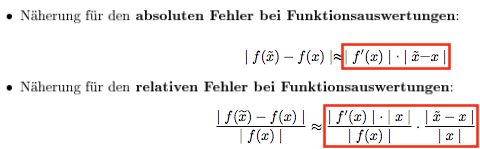 • Näherung für den absoluten Fehler bei Funktionsauswertungen:
| f(x̃) − f(x) |≈| f′(x) | · | x̃−x |
• Näherung für den relativen Fehler bei Funktionsauswertungen:
| f(x̃) − f(x) | / | f(x) | ≈ | f′(x) | · | x | / | f(x) | · | x̃ − x | / | x |